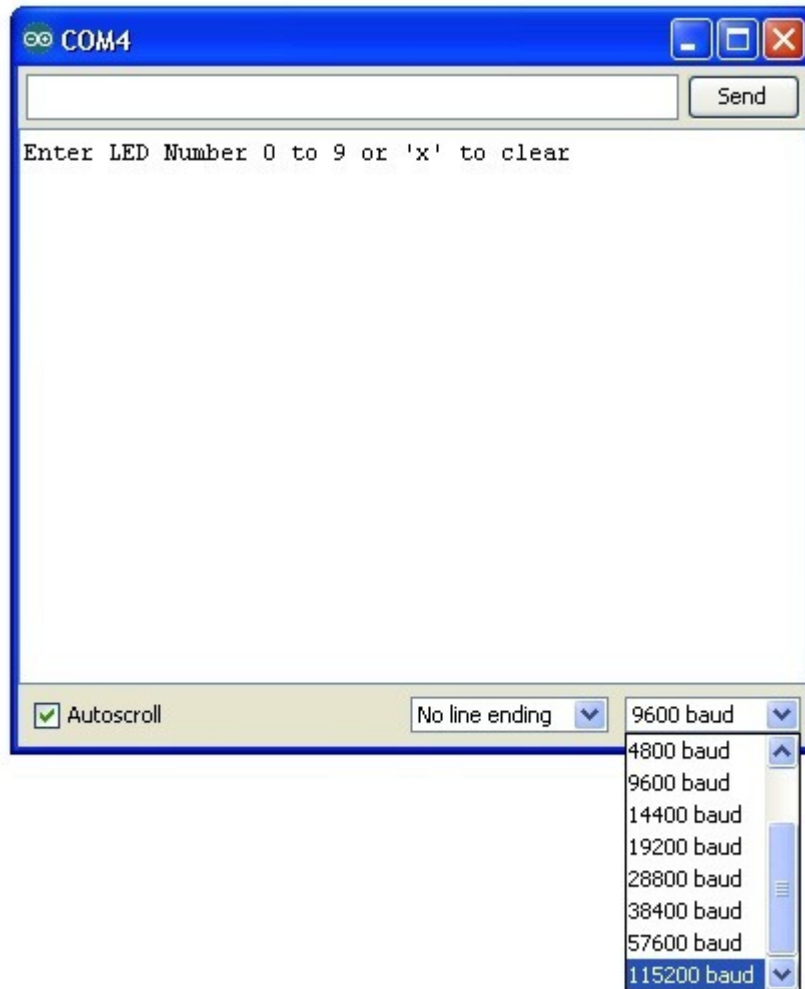 COM4
Send
Enter LED Number 0 to 9 or 'x' to clear
Autoscroll
No line ending
9600 baud
4800 baud
9600 baud
14400 baud
19200 baud
28800 baud
38400 baud
57600 baud
115200 baud